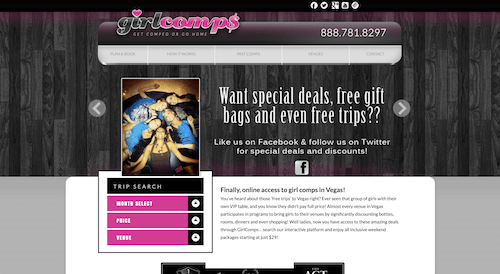 girlcomp$
GET COMPED OR GO HOME
888.781.8297
PLAN & BOOK HOW IT WORKS PAST COMPS VENUES CONTACT
Want special deals, free gift
bags and even free trips??
Like us on Facebook & follow us on Twitter
for special deals and discounts!
TRIP SEARCH
MONTH SELECT
PRICE
VENUE
Finally, online access to girl comps in Vegas!
You've heard about those 'free trips' to Vegas right? Ever seen that group of girls with their
own VIP table, and you know they didn't pay full price! Almost every venue in Vegas
participates in programs to bring girls to their venues by significantly discounting bottles,
rooms, dinners and even shopping! Well ladies, now you have access to these amazing deals
through GirlComps... search our interactive platform and enjoy all inclusive weekend
packages starting at just $29!
ACT